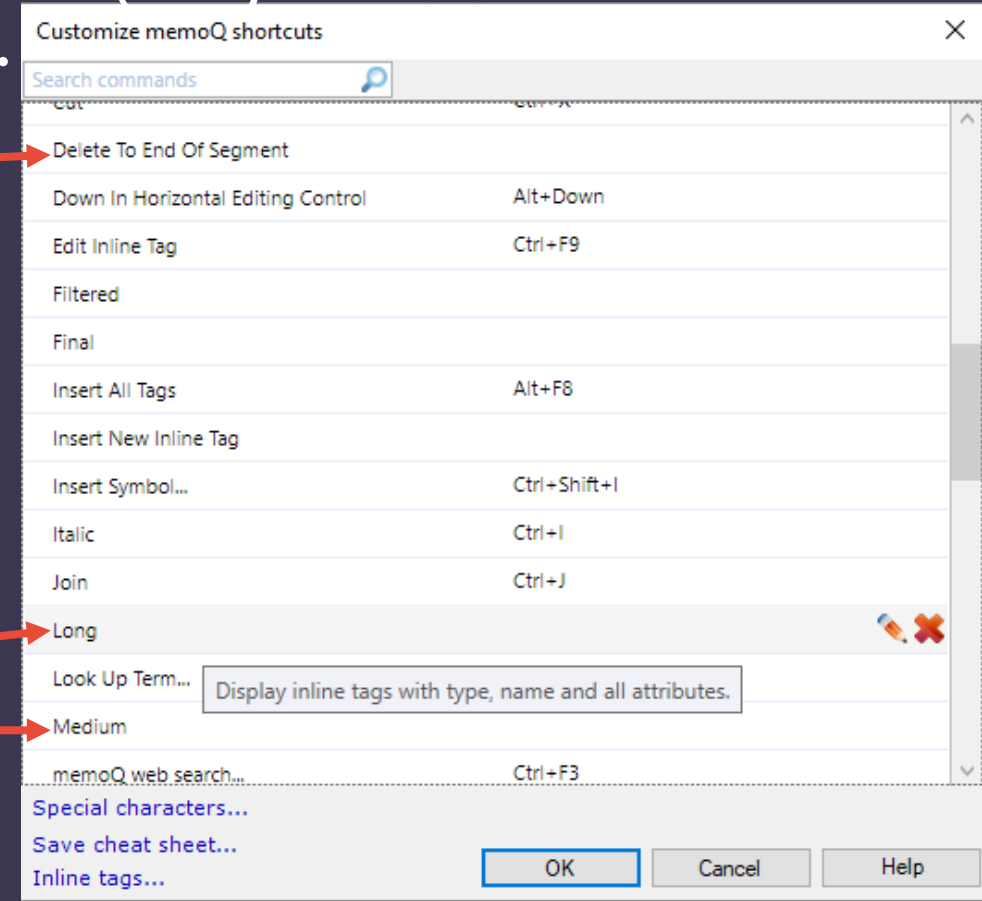 Customize memoQ shortcuts
Search commands
Cut Ctrl+X
Delete To End Of Segment
Down In Horizontal Editing Control Alt+Down
Edit Inline Tag Ctrl+F9
Filtered
Final
Insert All Tags Alt+F8
Insert New Inline Tag
Insert Symbol... Ctrl+Shift+I
Italic Ctrl+I
Join Ctrl+J
Long
Look Up Term...
Display inline tags with type, name and all attributes.
Medium
memoQ web search... Ctrl+F3
Special characters...
Save cheat sheet...
Inline tags...
OK Cancel Help